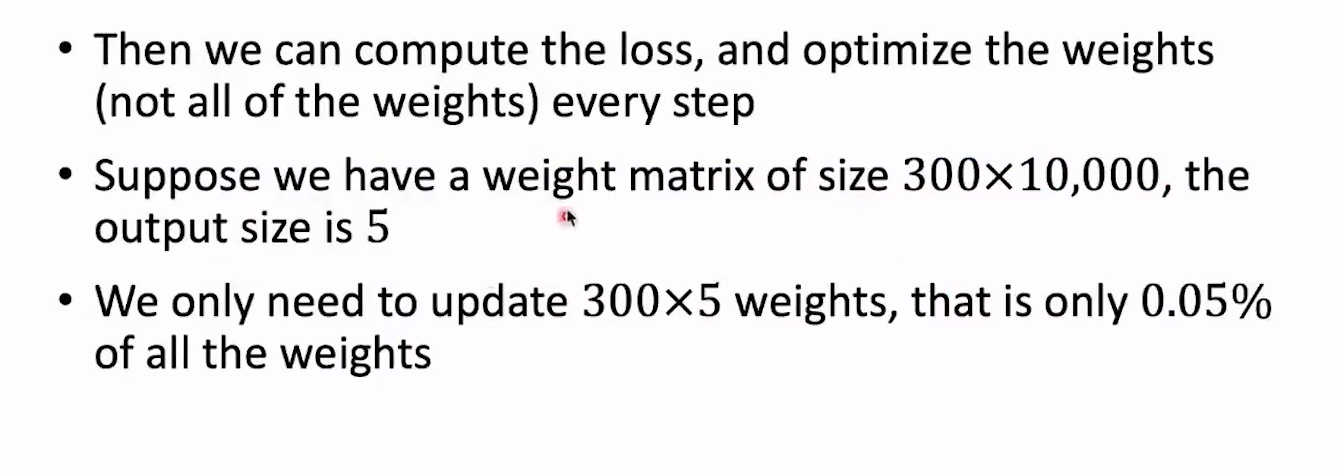 • Then we can compute the loss, and optimize the weights
(not all of the weights) every step
• Suppose we have a weight matrix of size 300×10,000, the
output size is 5
• We only need to update 300×5 weights, that is only 0.05%
of all the weights